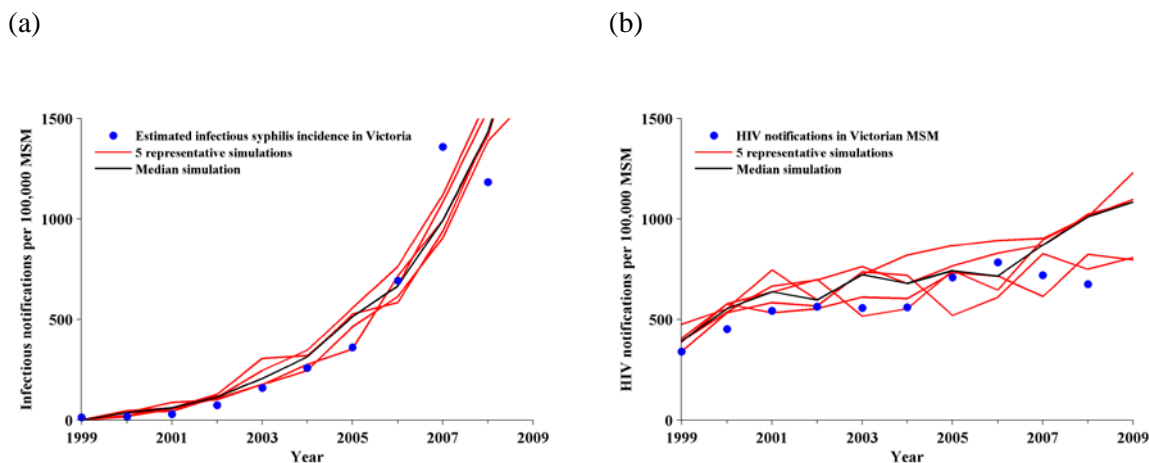 (a)
(b)
Infectious notifications per 100,000 MSM
1500
1000
500
0
Estimated infectious syphilis incidence in Victoria
5 representative simulations
Median simulation
1999
2001
2003
2005
2007
2009
Year
HIV notifications per 100,000 MSM
1500
1000
500
0
HIV notifications in Victorian MSM
5 representative simulations
Median simulation
1999
2001
2003
2005
2007
2009
Year